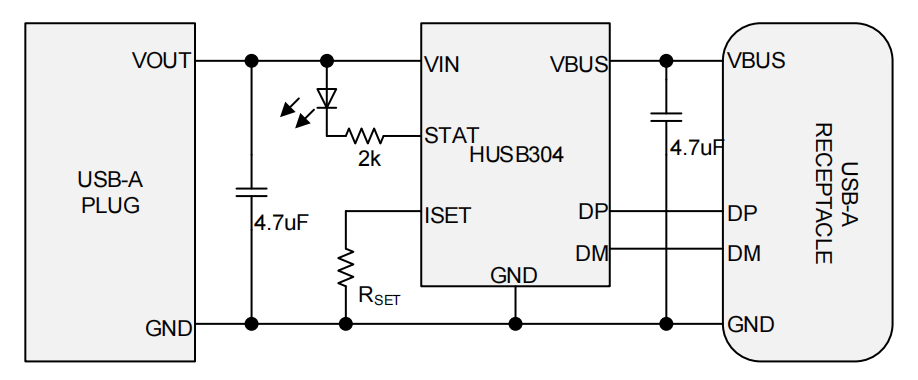 VOUT
VIN
VBUS
VBUS
STAT
2k
HUSB304
4.7uF
USB-A
PLUG
USB-A
RECEPTACLE
4.7uF
ISET
DP
DP
DM
DM
GND
RSET
GND
GND